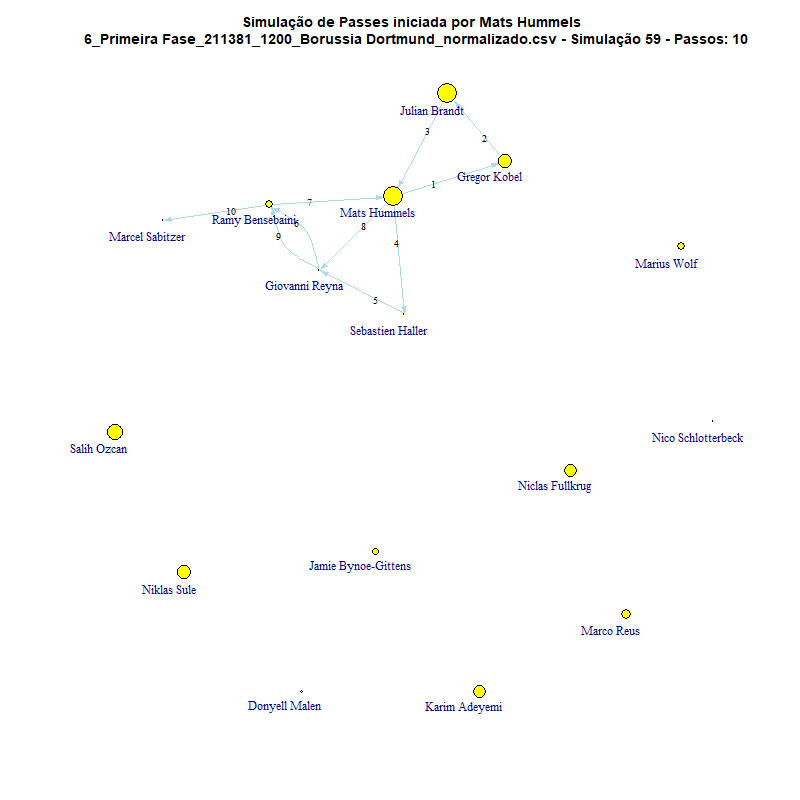 Simulação de Passes iniciada por Mats Hummels
6_Primeira Fase_211381_1200_Borussia Dortmund_normalizado.csv - Simulação 59 - Passos: 10
Julian Brandt
3
2
Gregor Kobel
1
7
Mats Hummels
10
Ramy Bensebaini
6
8
Marcel Sabitzer
9
4
Marius Wolf
Giovanni Reyna
5
Sebastien Haller
Nico Schlotterbeck
Salih Ozcan
Niclas Fullkrug
Jamie Bynoe-Gittens
Niklas Sule
Marco Reus
Donyell Malen
Karim Adeyemi